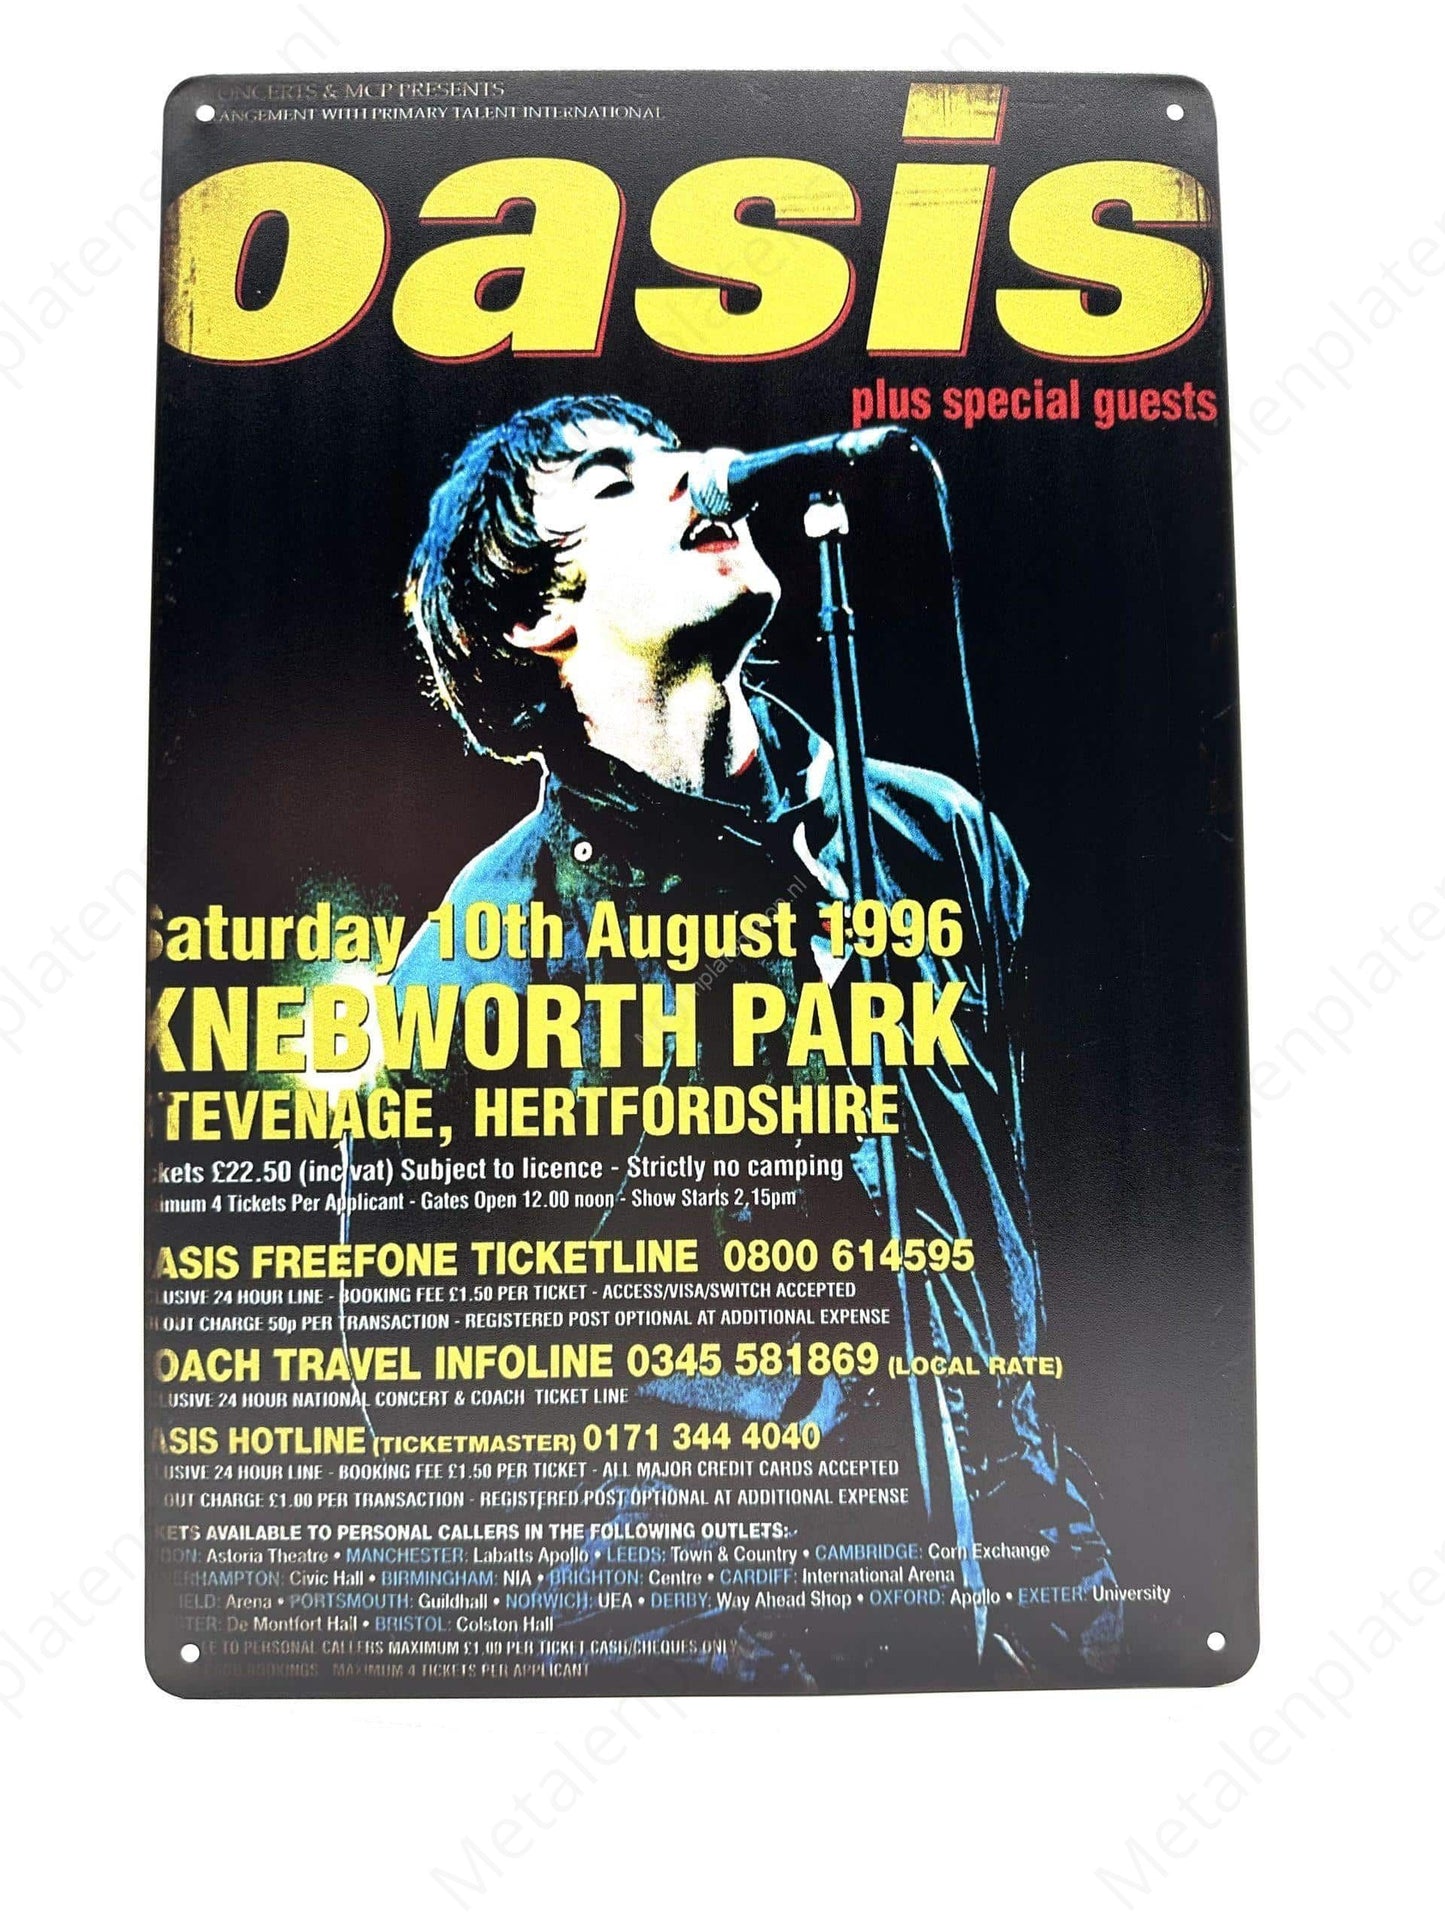 ONCERTS & MCP PRESENTS
ANGEMENT WITH PRIMARY TALENT INTERNATIONAL
oasis
plus special guests
Saturday 10th August 1996
KNEBWORTH PARK
STEVENAGE, HERTFORDSHIRE
ckets £22.50 (inc vat) Subject to licence - Strictly no camping
imum 4 Tickets Per Applicant - Gates Open 12.00 noon - Show Starts 2,15pm
ASIS FREEFONE TICKETLINE 0800 614595
LUSIVE 24 HOUR LINE - BOOKING FEE £1.50 PER TICKET - ACCESS/VISA/SWITCH ACCEPTED
OUT CHARGE 50p PER TRANSACTION - REGISTERED POST OPTIONAL AT ADDITIONAL EXPENSE
OACH TRAVEL INFOLINE 0345 581869 (LOCAL RATE)
LUSIVE 24 HOUR NATIONAL CONCERT & COACH TICKET LINE
ASIS HOTLINE (TICKETMASTER) 0171 344 4040
USIVE 24 HOUR LINE - BOOKING FEE £1.50 PER TICKET - ALL MAJOR CREDIT CARDS ACCEPTED
OUT CHARGE £1.00 PER TRANSACTION - REGISTERED POST OPTIONAL AT ADDITIONAL EXPENSE
KETS AVAILABLE TO PERSONAL CALLERS IN THE FOLLOWING OUTLETS:-
DON: Astoria Theatre • MANCHESTER: Labatts Apollo • LEEDS: Town & Country • CAMBRIDGE: Corn Exchange
ERHAMPTON: Civic Hall • BIRMINGHAM: NIA • BRIGHTON: Centre • CARDIFF: International Arena
IELD: Arena • PORTSMOUTH: Guildhall • NORWICH: UEA • DERBY: Way Ahead Shop • OXFORD: Apollo • EXETER: University
TER: De Montfort Hall • BRISTOL: Colston Hall
LE TO PERSONAL CALLERS MAXIMUM £1.00 PER TICKET CASH/CHEQUES ONLY
BOOKINGS - MAXIMUM 4 TICKETS PER APPLICANT
Metalenplaten.nl